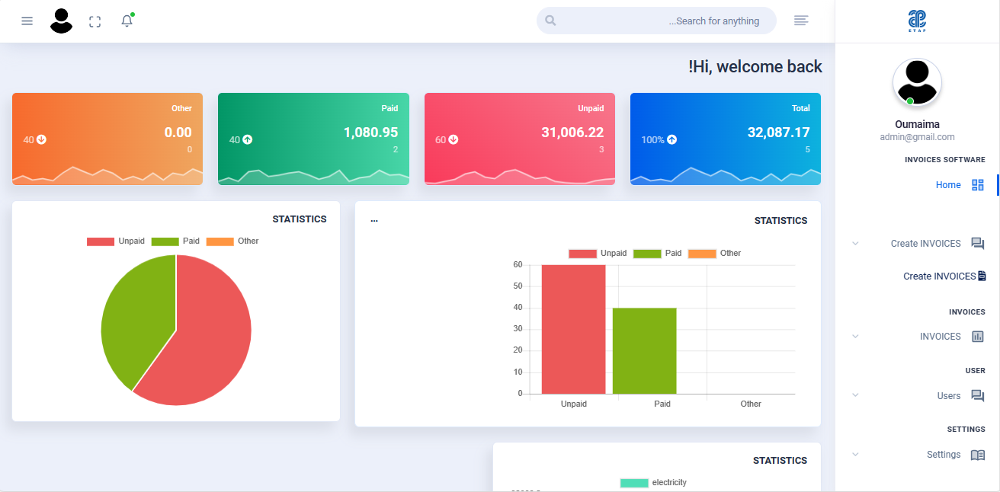 ...Search for anything
ETAP
!Hi, welcome back
Other
0.00
40
0
Paid
1,080.95
40
2
Unpaid
31,006.22
60
3
Total
32,087.17
100%
5
STATISTICS
Unpaid Paid Other
...
STATISTICS
Unpaid Paid Other
60
50
40
30
20
10
0
Unpaid Paid Other
STATISTICS
electricity
Oumaima
admin@gmail.com
INVOICES SOFTWARE
Home
Create INVOICES
Create INVOICES
INVOICES
INVOICES
USER
Users
SETTINGS
Settings